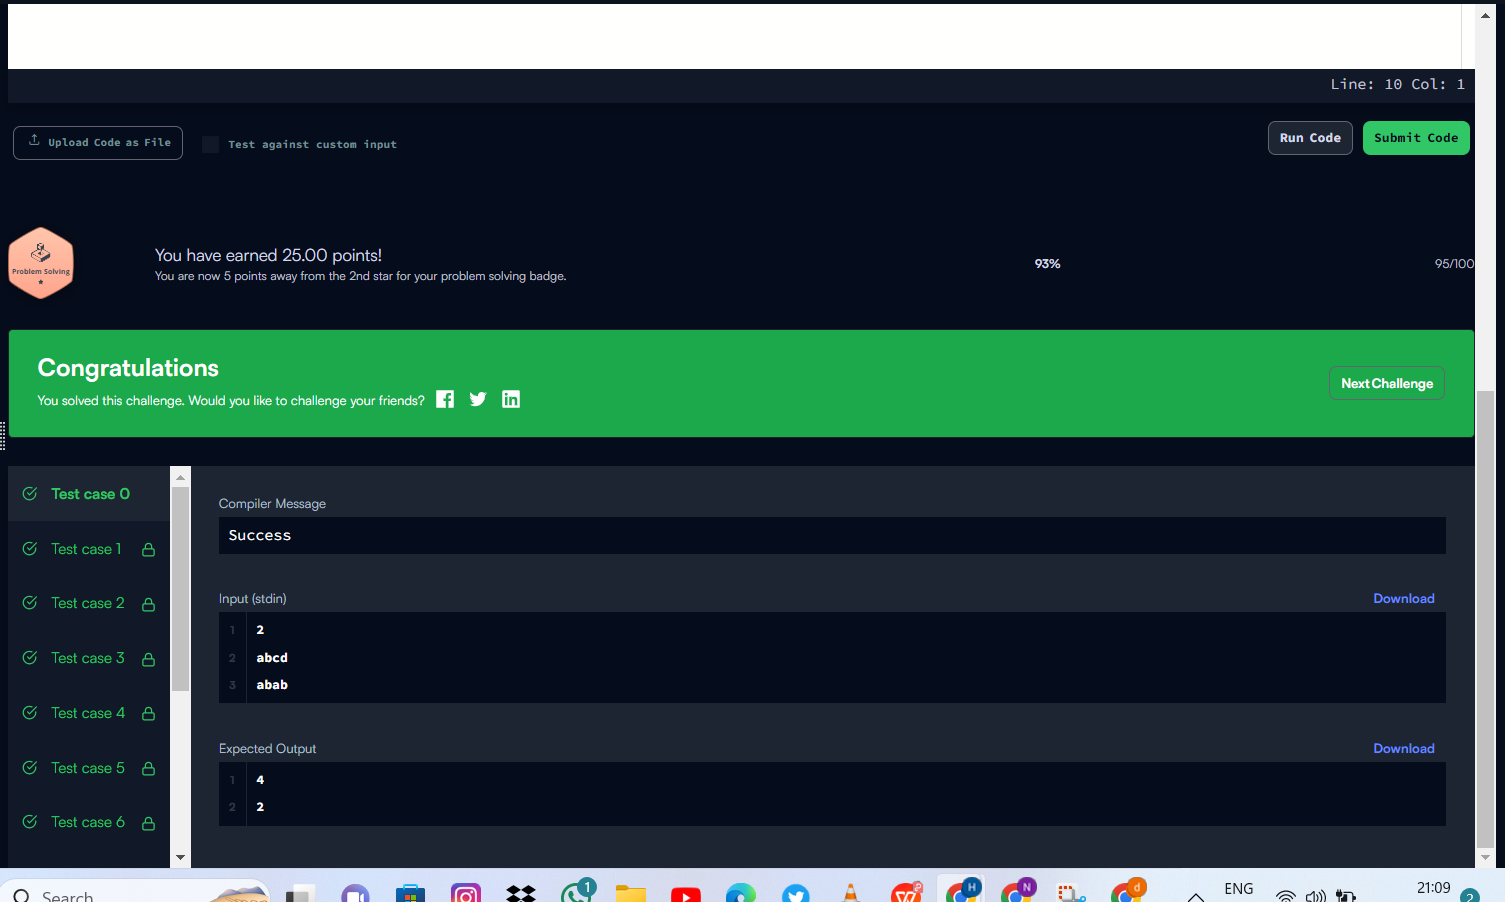 Line: 10 Col: 1
Upload Code as File
Test against custom input
Run Code
Submit Code
Problem Solving
You have earned 25.00 points!
You are now 5 points away from the 2nd star for your problem solving badge.
93%
95/100
Congratulations
You solved this challenge. Would you like to challenge your friends?
Next Challenge
Test case 0
Test case 1
Test case 2
Test case 3
Test case 4
Test case 5
Test case 6
Compiler Message
Success
Input (stdin)
Download
1 2
2 abcd
3 abab
Expected Output
Download
1 4
2 2
Search
1
H
N
d
ENG
21:09
2